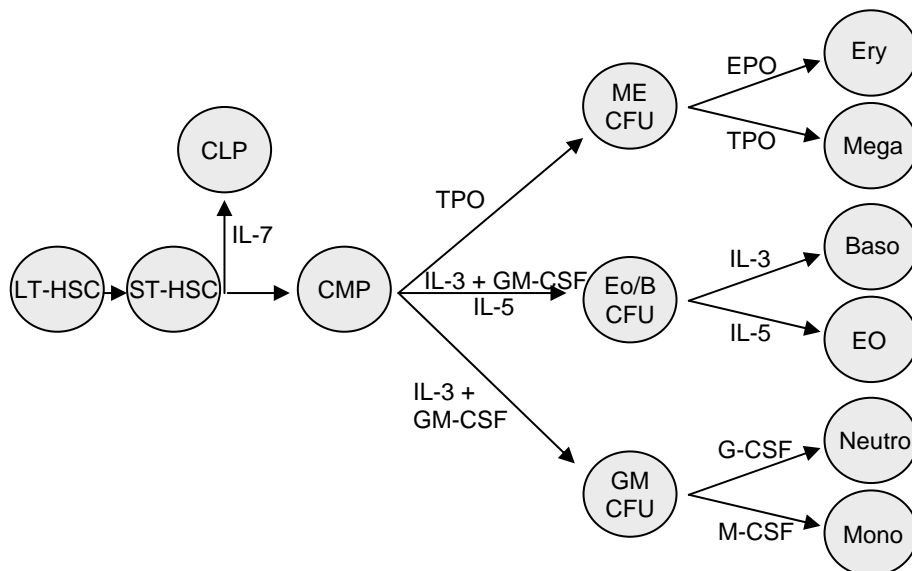 Ery
EPO
ME
CFU
TPO
Mega
CLP
TPO
IL-7
Baso
IL-3
LT-HSC
ST-HSC
CMP
IL-3 + GM-CSF
IL-5
Eo/B
CFU
IL-5
EO
IL-3 +
GM-CSF
Neutro
G-CSF
GM
CFU
M-CSF
Mono